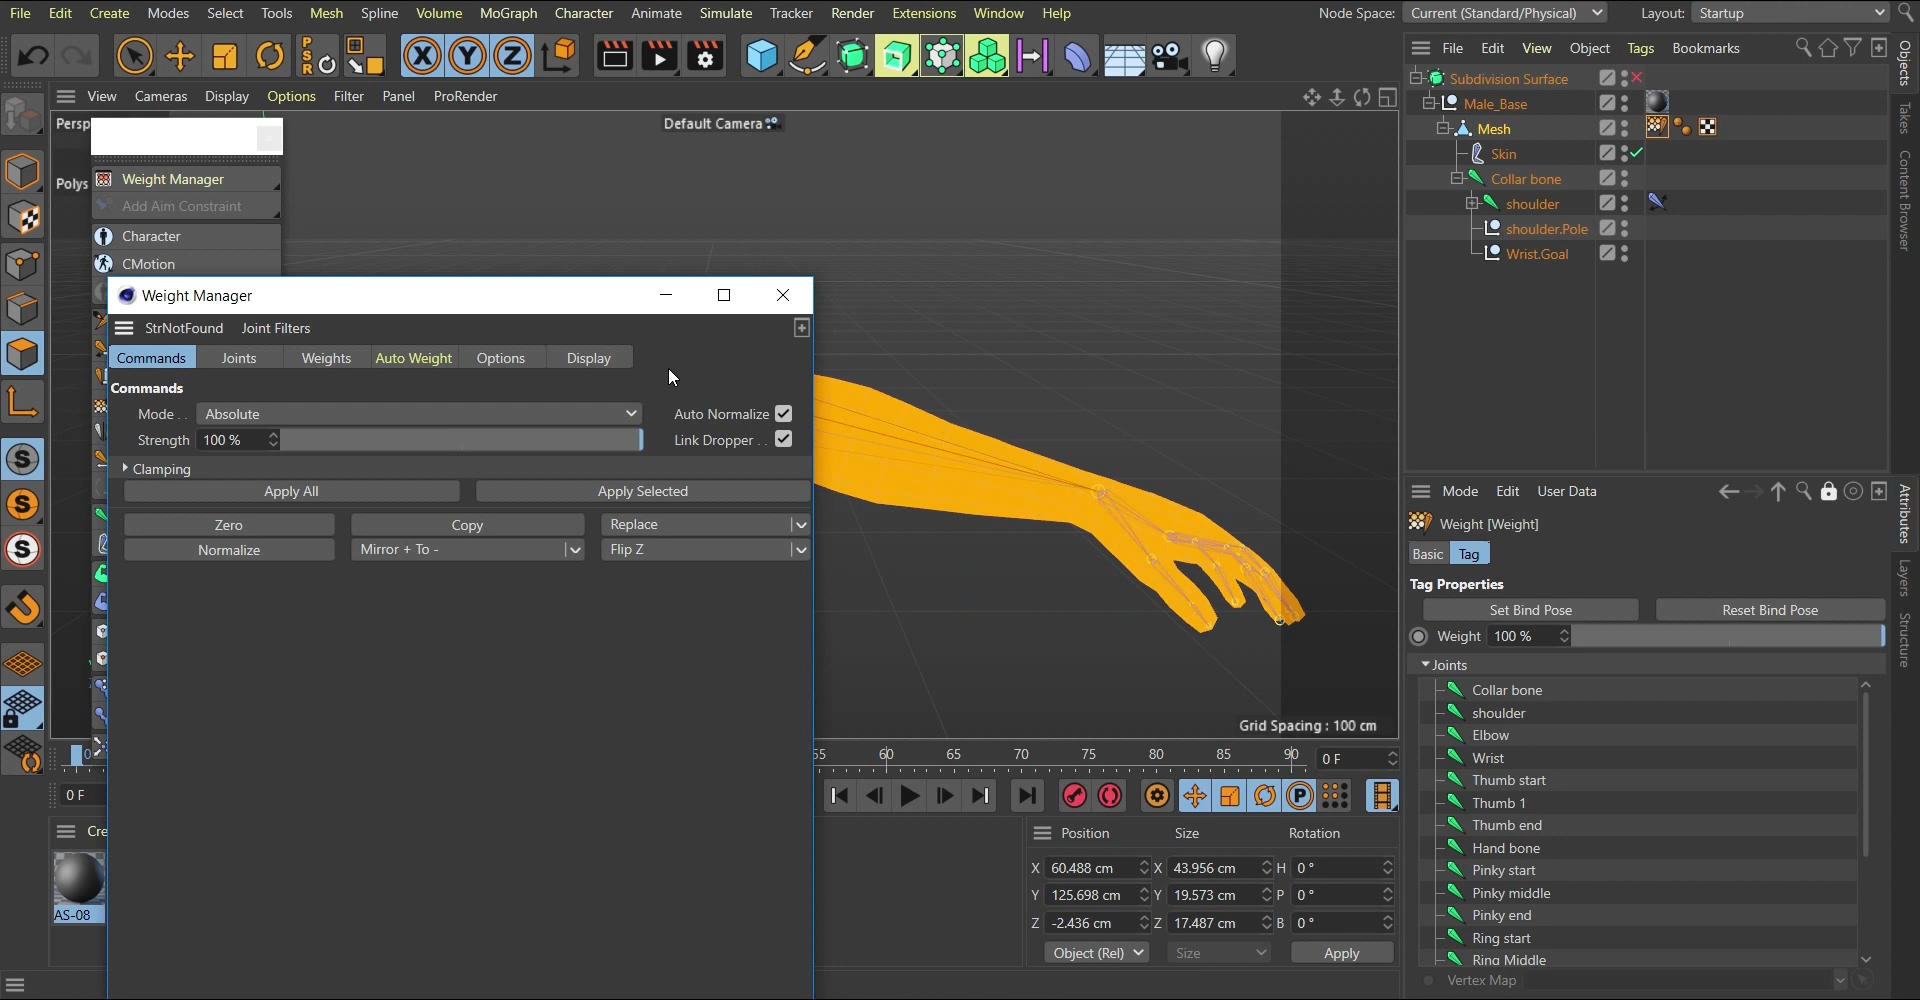 File Edit Create Modes Select Tools Mesh Spline Volume MoGraph Character Animate Simulate Tracker Render Extensions Window Help Node Space: Current (Standard/Physical) Layout: Startup
PSR X Y Z
File Edit View Object Tags Bookmarks
View Cameras Display Options Filter Panel ProRender
Persp
Default Camera
Polys
Weight Manager
Add Aim Constraint
Character
CMotion
Subdivision Surface
Male_Base
Mesh
Skin
Collar bone
shoulder
shoulder.Pole
Wrist.Goal
Objects
Takes
Content Browser
Weight Manager
StrNotFound Joint Filters
Commands Joints Weights Auto Weight Options Display
Commands
Mode . . Absolute Auto Normalize
Strength 100 % Link Dropper . .
Clamping
Apply All Apply Selected
Zero Copy Replace
Normalize Mirror + To - Flip Z
Grid Spacing : 100 cm
0 55 60 65 70 75 80 85 90 0 F
0 F
P
Cre
AS-08
Position Size Rotation
X 60.488 cm X 43.956 cm H 0 °
Y 125.698 cm Y 19.573 cm P 0 °
Z -2.436 cm Z 17.487 cm B 0 °
Object (Rel) Size Apply
Mode Edit User Data
Weight [Weight]
Basic Tag
Tag Properties
Set Bind Pose Reset Bind Pose
Weight 100 %
Joints
Collar bone
shoulder
Elbow
Wrist
Thumb start
Thumb 1
Thumb end
Hand bone
Pinky start
Pinky middle
Pinky end
Ring start
Ring Middle
Vertex Map
Attributes
Layers
Structure
S
S
S